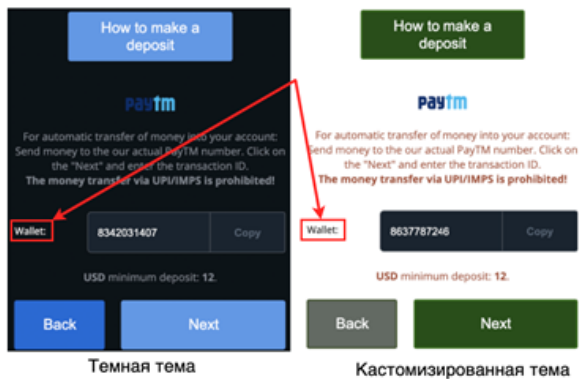 How to make a
deposit
paytm
For automatic transfer of money into your account:
Send money to the our actual PayTM number. Click on
the "Next" and enter the transaction ID.
The money transfer via UPI/IMPS is prohibited!
Wallet:
8342031407
Copy
USD minimum deposit: 12.
Back
Next
Темная тема
How to make a
deposit
paytm
For automatic transfer of money into your account:
Send money to the our actual PayTM number. Click on
the "Next" and enter the transaction ID.
The money transfer via UPI/IMPS is prohibited!
Wallet:
8637787246
Copy
USD minimum deposit: 12.
Back
Next
Кастомизированная тема